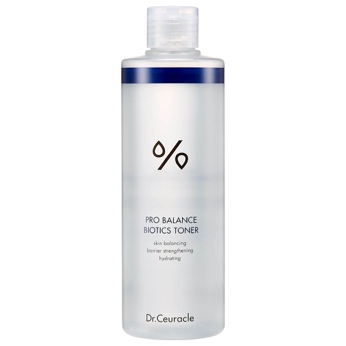 PRO BALANCE
BIOTICS TONER
skin balancing
barrier strengthening
hydrating
Dr.Ceuracle